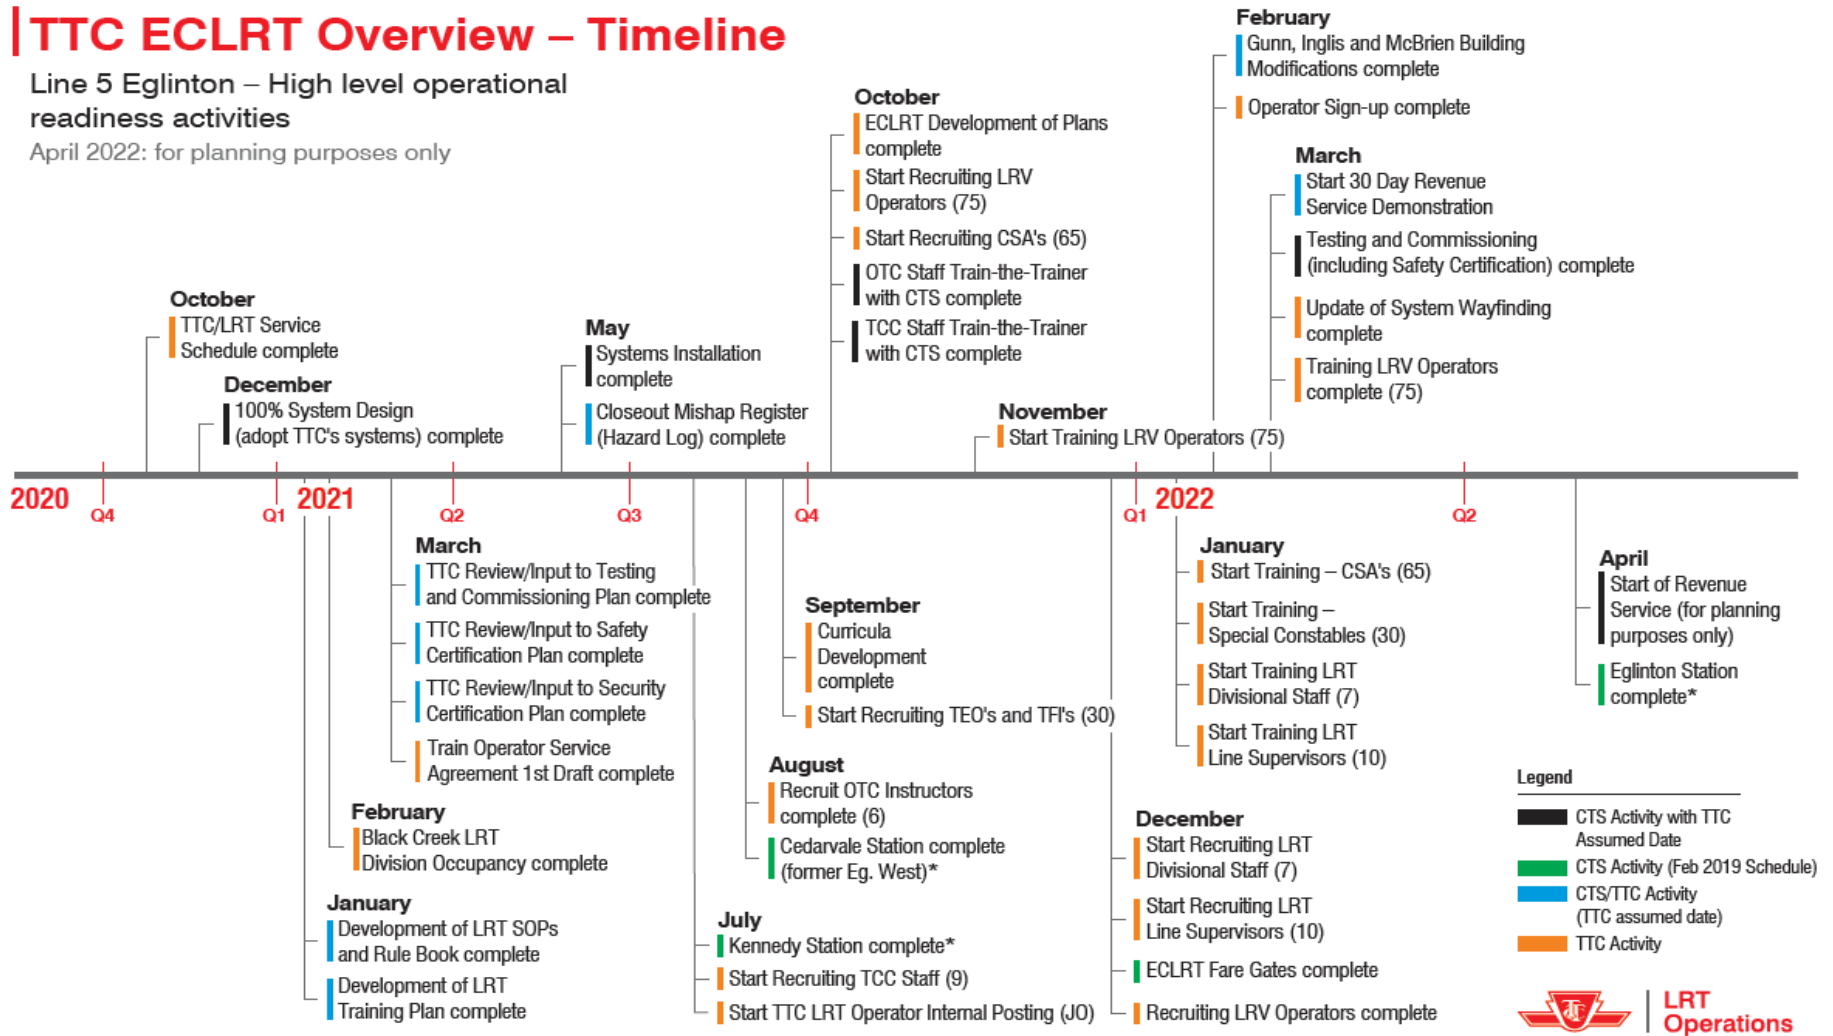 TTC ECLRT Overview – Timeline
Line 5 Eglinton – High level operational
readiness activities
April 2022: for planning purposes only
October
TTC/LRT Service
Schedule complete
December
100% System Design
(adopt TTC's systems) complete
May
Systems Installation
complete
Closeout Mishap Register
(Hazard Log) complete
October
ECLRT Development of Plans
complete
Start Recruiting LRV
Operators (75)
Start Recruiting CSA's (65)
OTC Staff Train-the-Trainer
with CTS complete
TCC Staff Train-the-Trainer
with CTS complete
November
Start Training LRV Operators (75)
February
Gunn, Inglis and McBrien Building
Modifications complete
Operator Sign-up complete
March
Start 30 Day Revenue
Service Demonstration
Testing and Commissioning
(including Safety Certification) complete
Update of System Wayfinding
complete
Training LRV Operators
complete (75)
2020
Q4
Q1
2021
Q2
Q3
Q4
Q1
2022
Q2
January
Development of LRT SOPs
and Rule Book complete
Development of LRT
Training Plan complete
February
Black Creek LRT
Division Occupancy complete
March
TTC Review/Input to Testing
and Commissioning Plan complete
TTC Review/Input to Safety
Certification Plan complete
TTC Review/Input to Security
Certification Plan complete
Train Operator Service
Agreement 1st Draft complete
July
Kennedy Station complete*
Start Recruiting TCC Staff (9)
Start TTC LRT Operator Internal Posting (JO)
August
Recruit OTC Instructors
complete (6)
Cedarvale Station complete
(former Eg. West)*
September
Curricula
Development
complete
Start Recruiting TEO's and TFI's (30)
December
Start Recruiting LRT
Divisional Staff (7)
Start Recruiting LRT
Line Supervisors (10)
ECLRT Fare Gates complete
Recruiting LRV Operators complete
January
Start Training – CSA's (65)
Start Training –
Special Constables (30)
Start Training LRT
Divisional Staff (7)
Start Training LRT
Line Supervisors (10)
April
Start of Revenue
Service (for planning
purposes only)
Eglinton Station
complete*
Legend
CTS Activity with TTC
Assumed Date
CTS Activity (Feb 2019 Schedule)
CTS/TTC Activity
(TTC assumed date)
TTC Activity
TTC
LRT
Operations